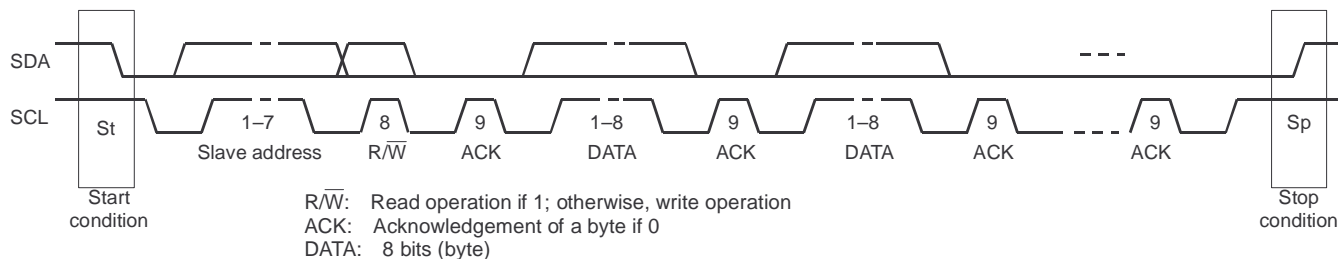 SDA
SCL
St 1–7 8 9 1–8 9 1–8 9 9 Sp
Slave address R/W̅ ACK DATA ACK DATA ACK ACK
Start condition
Stop condition
R/W̅: Read operation if 1; otherwise, write operation
ACK: Acknowledgement of a byte if 0
DATA: 8 bits (byte)